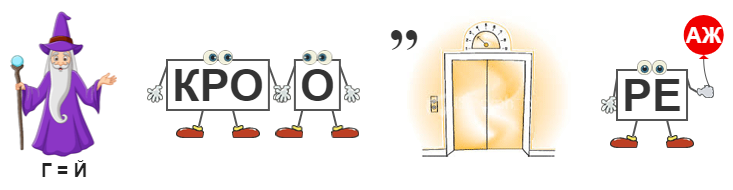 КРО О ,, РЕ АЖ
Г = Й